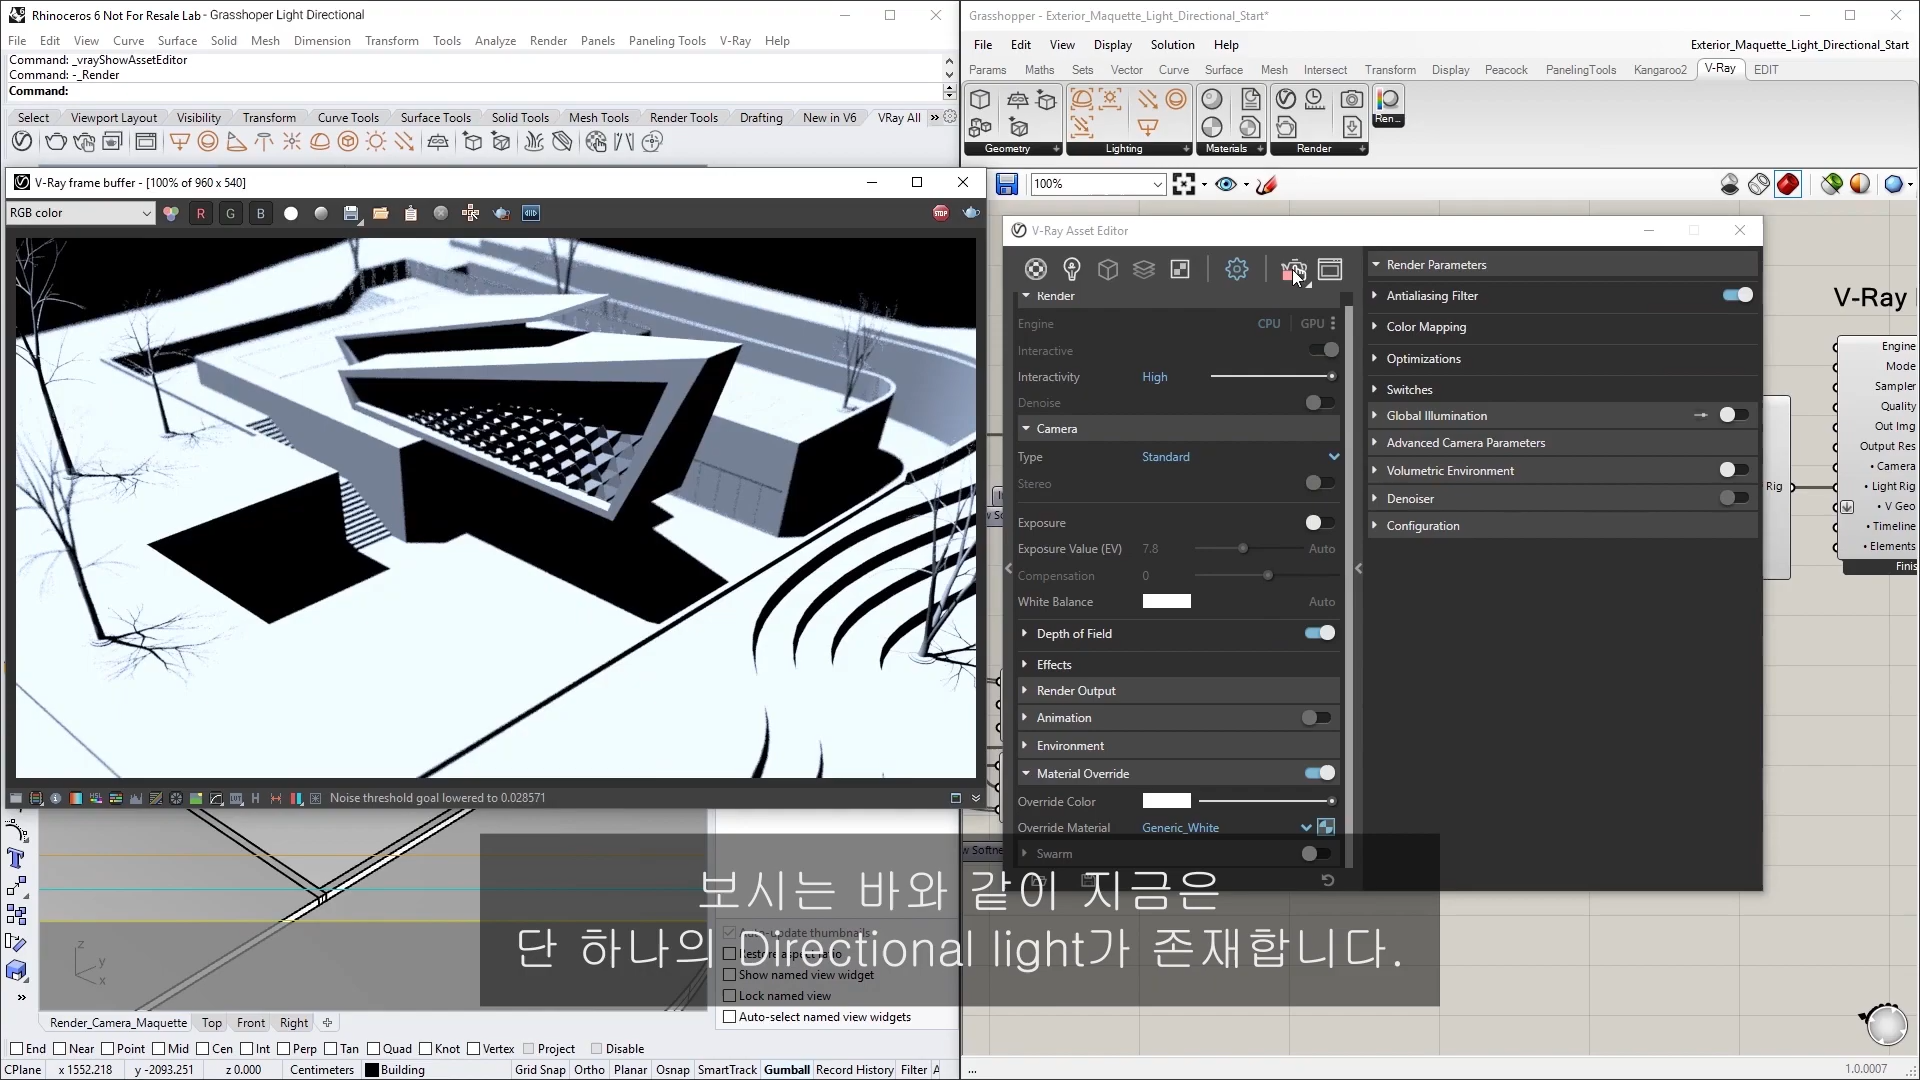 Rhinoceros 6 Not For Resale Lab - Grasshoper Light Directional
File Edit View Curve Surface Solid Mesh Dimension Transform Tools Analyze Render Panels Paneling Tools V-Ray Help
Command: _vrayShowAssetEditor
Command: -_Render
Command:
Select Viewport Layout Visibility Transform Curve Tools Surface Tools Solid Tools Mesh Tools Render Tools Drafting New in V6 VRay All
V-Ray frame buffer - [100% of 960 x 540]
RGB color
R G B
STOP
Noise threshold goal lowered to 0.028571
Grasshopper - Exterior_Maquette_Light_Directional_Start*
File Edit View Display Solution Help
Exterior_Maquette_Light_Directional_Start
Params Maths Sets Vector Curve Surface Mesh Intersect Transform Display Peacock PanelingTools Kangaroo2 V-Ray EDIT
Ren...
Geometry Lighting Materials Render
100%
V-Ray Asset Editor
Render
Engine CPU GPU
Interactive
Interactivity High
Denoise
Camera
Type Standard
Stereo
Exposure
Exposure Value (EV) 7.8 Auto
Compensation 0
White Balance Auto
Depth of Field
Effects
Render Output
Animation
Environment
Material Override
Override Color
Override Material Generic_White
Swarm
Render Parameters
Antialiasing Filter
Color Mapping
Optimizations
Switches
Global Illumination
Advanced Camera Parameters
Volumetric Environment
Denoiser
Configuration
V-Ray
Engine
Mode
Sampler
Quality
Out Img
Output Res
• Camera
Rig
• Light Rig
• V Geo
• Timeline
• Elements
Finis
보시는 바와 같이 지금은
단 하나의 Directional light가 존재합니다.
Auto-update thumbnails
Restore aspect ratio
Show named view widget
Lock named view
Auto-select named view widgets
z
y
x
Render_Camera_Maquette Top Front Right
End Near Point Mid Cen Int Perp Tan Quad Knot Vertex Project Disable
CPlane x 1552.218 y -2093.251 z 0.000 Centimeters Building Grid Snap Ortho Planar Osnap SmartTrack Gumball Record History Filter A
...
1.0.0007